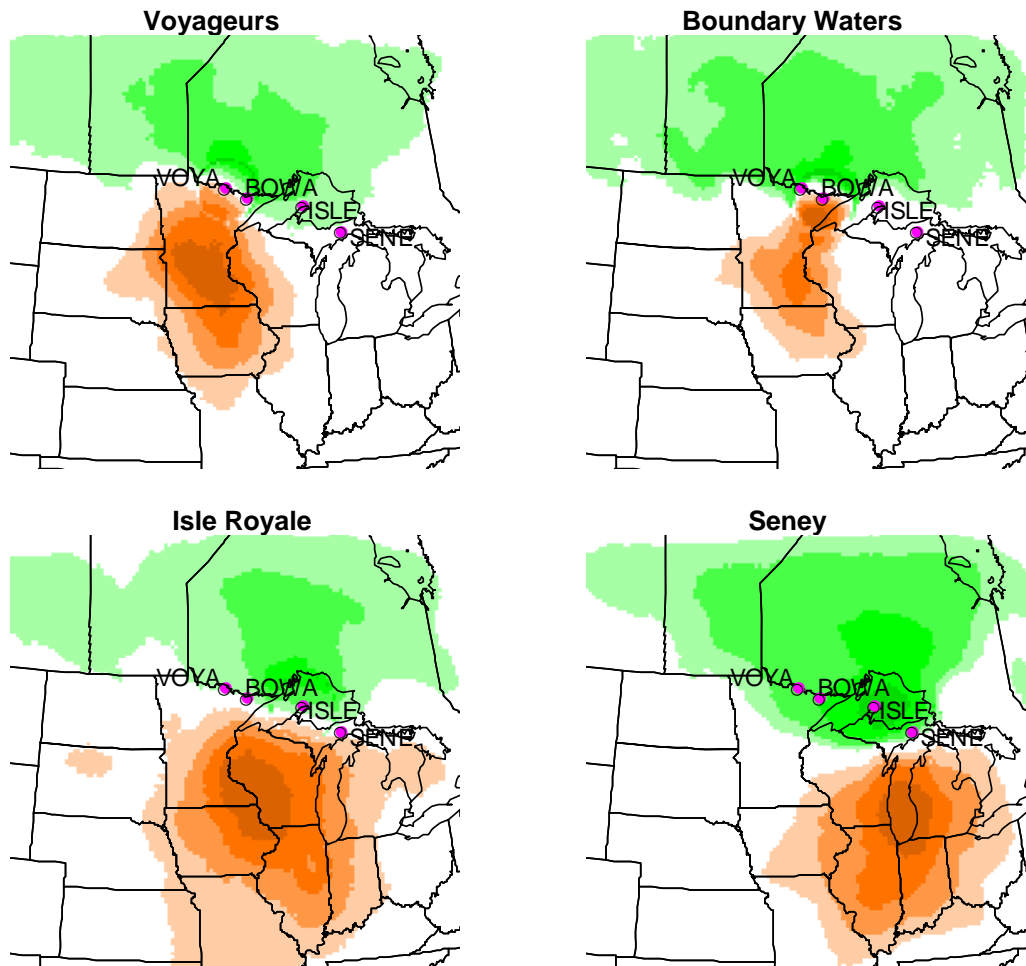 Voyageurs
Boundary Waters
VOYA
BOWA
ISLE
SENE
VOYA
BOWA
ISLE
SENE
Isle Royale
Seney
VOYA
BOWA
ISLE
SENE
VOYA
BOWA
ISLE
SENE